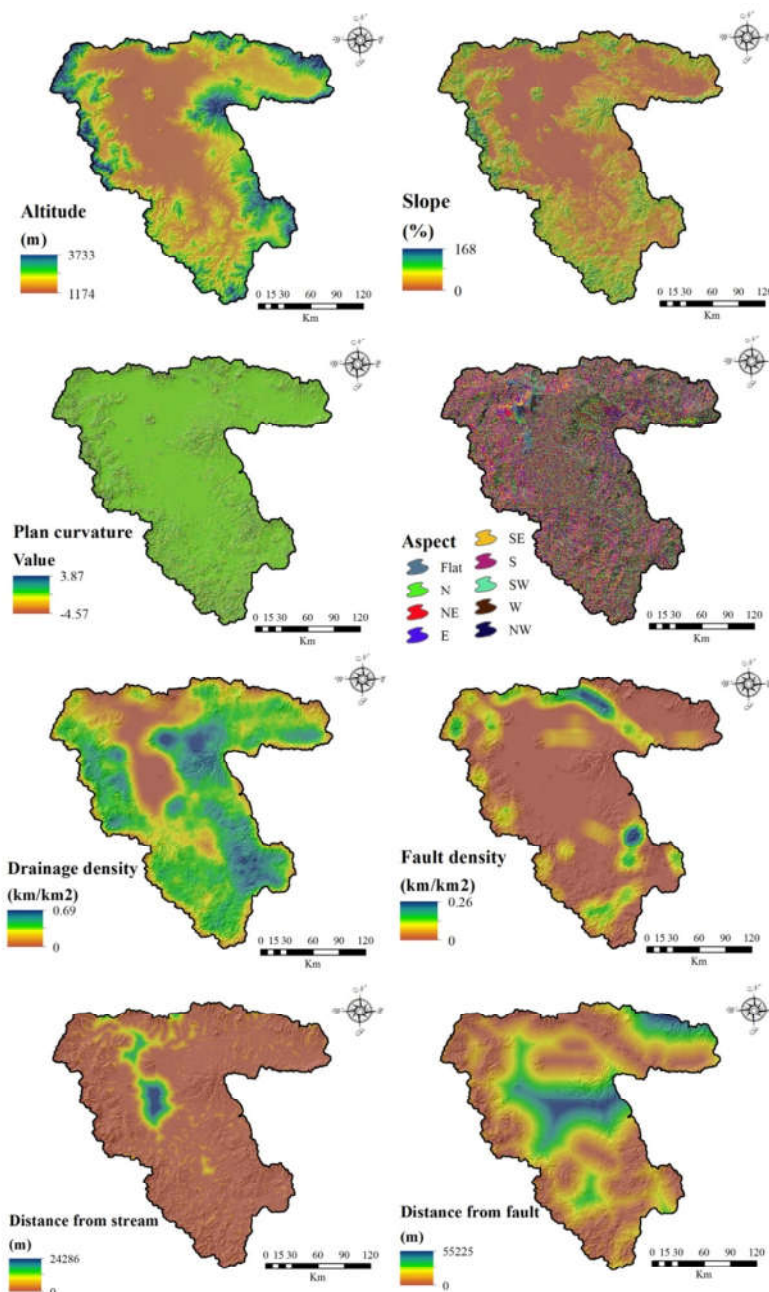 Altitude
(m)
3733
1174
0 15 30 60 90 120
Km
Slope
(%)
168
0
0 15 30 60 90 120
Km
Plan curvature
Value
3.87
-4.57
0 15 30 60 90 120
Km
Aspect
Flat
N
NE
E
SE
S
SW
W
NW
0 15 30 60 90 120
Km
Drainage density
(km/km2)
0.69
0
0 15 30 60 90 120
Km
Fault density
(km/km2)
0.26
0
0 15 30 60 90 120
Km
Distance from stream
(m)
24286
0
0 15 30 60 90 120
Km
Distance from fault
(m)
55225
0
0 15 30 60 90 120
Km